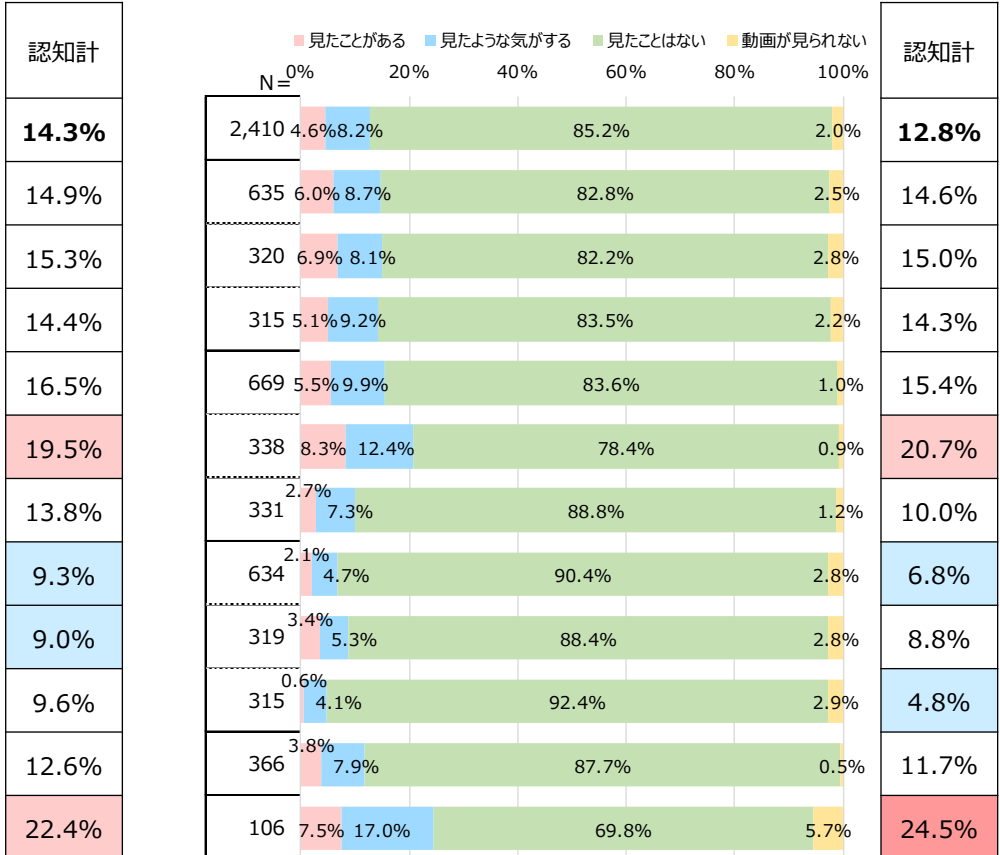 認知計
見たことがある 見たような気がする 見たことはない 動画が見られない
認知計
N= 0% 20% 40% 60% 80% 100%
14.3% 2,410 4.6% 8.2% 85.2% 2.0% 12.8%
14.9% 635 6.0% 8.7% 82.8% 2.5% 14.6%
15.3% 320 6.9% 8.1% 82.2% 2.8% 15.0%
14.4% 315 5.1% 9.2% 83.5% 2.2% 14.3%
16.5% 669 5.5% 9.9% 83.6% 1.0% 15.4%
19.5% 338 8.3% 12.4% 78.4% 0.9% 20.7%
13.8% 331 2.7% 7.3% 88.8% 1.2% 10.0%
9.3% 634 2.1% 4.7% 90.4% 2.8% 6.8%
9.0% 319 3.4% 5.3% 88.4% 2.8% 8.8%
9.6% 315 0.6% 4.1% 92.4% 2.9% 4.8%
12.6% 366 3.8% 7.9% 87.7% 0.5% 11.7%
22.4% 106 7.5% 17.0% 69.8% 5.7% 24.5%